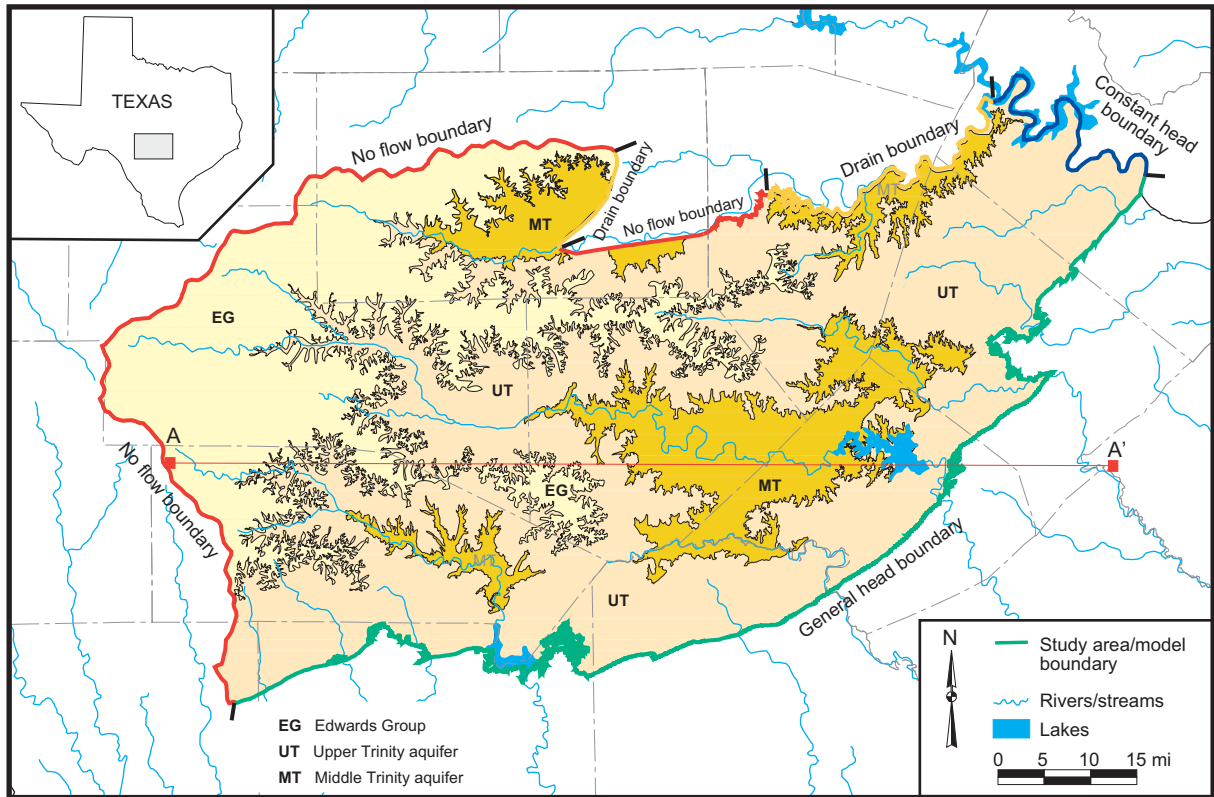 TEXAS
No flow boundary
Constant head
boundary
Drain boundary
MT
Drain boundary
MT
No flow boundary
UT
EG
UT
A
A'
No flow boundary
EG
MT
MT
UT
General head boundary
N
Study area/model
boundary
Rivers/streams
Lakes
0 5 10 15 mi
EG Edwards Group
UT Upper Trinity aquifer
MT Middle Trinity aquifer